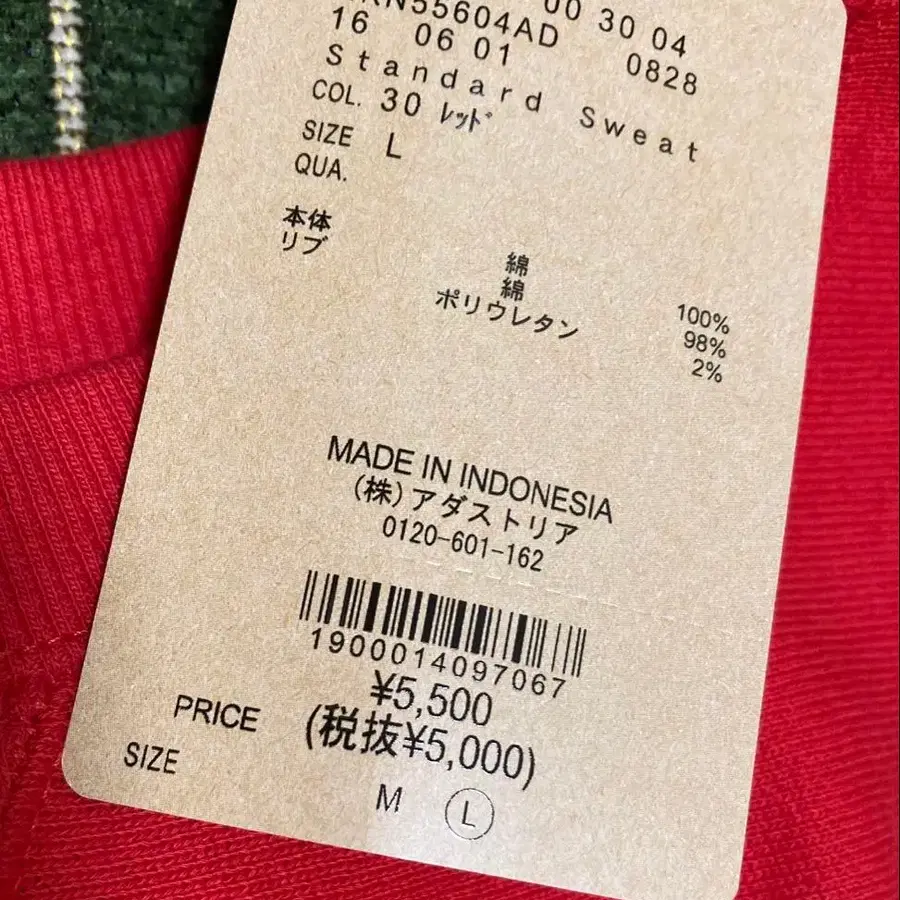 00 30 04
KN55604AD
16 06 01 0828
Standard Sweat
COL. 30 ﾚｯﾄﾞ
SIZE L
QUA.
本体 綿 100%
リブ 綿 98%
ポリウレタン 2%
MADE IN INDONESIA
(株)アダストリア
0120-601-162
1900014097067
¥5,500
PRICE (税抜¥5,000)
SIZE M L